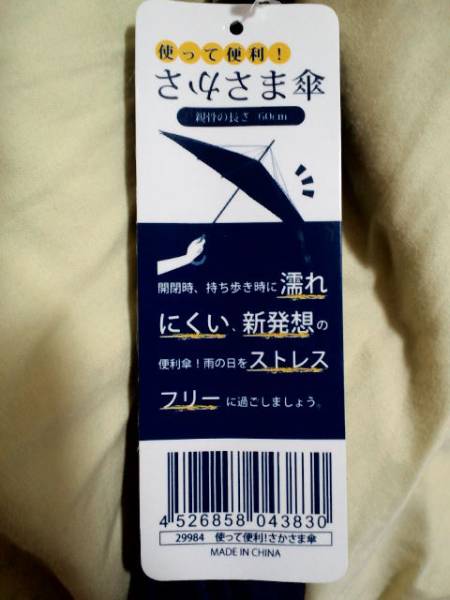 使って便利!
さかさま傘
親骨の長さ 60cm
開閉時、持ち歩き時に濡れ
にくい、新発想の
便利傘!雨の日をストレス
フリーに過ごしましょう。
4 526858 043830
29984 使って便利!さかさま傘
MADE IN CHINA